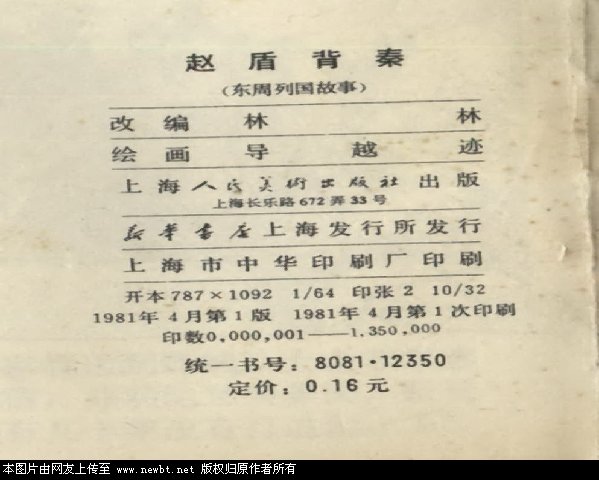 赵盾背秦
(东周列国故事)
改编 林 林
绘画 导 越 迹
上海人民美術出版社出版
上海长乐路672弄33号
新华書店上海发行所发行
上海市中华印刷厂印刷
开本787×1092 1/64 印张2 10/32
1981年4月第1版 1981年4月第1次印刷
印数0,000,001——1,350,000
统一书号：8081·12350
定价：0.16元
本图片由网友上传至 www.newbt.net 版权归原作者所有